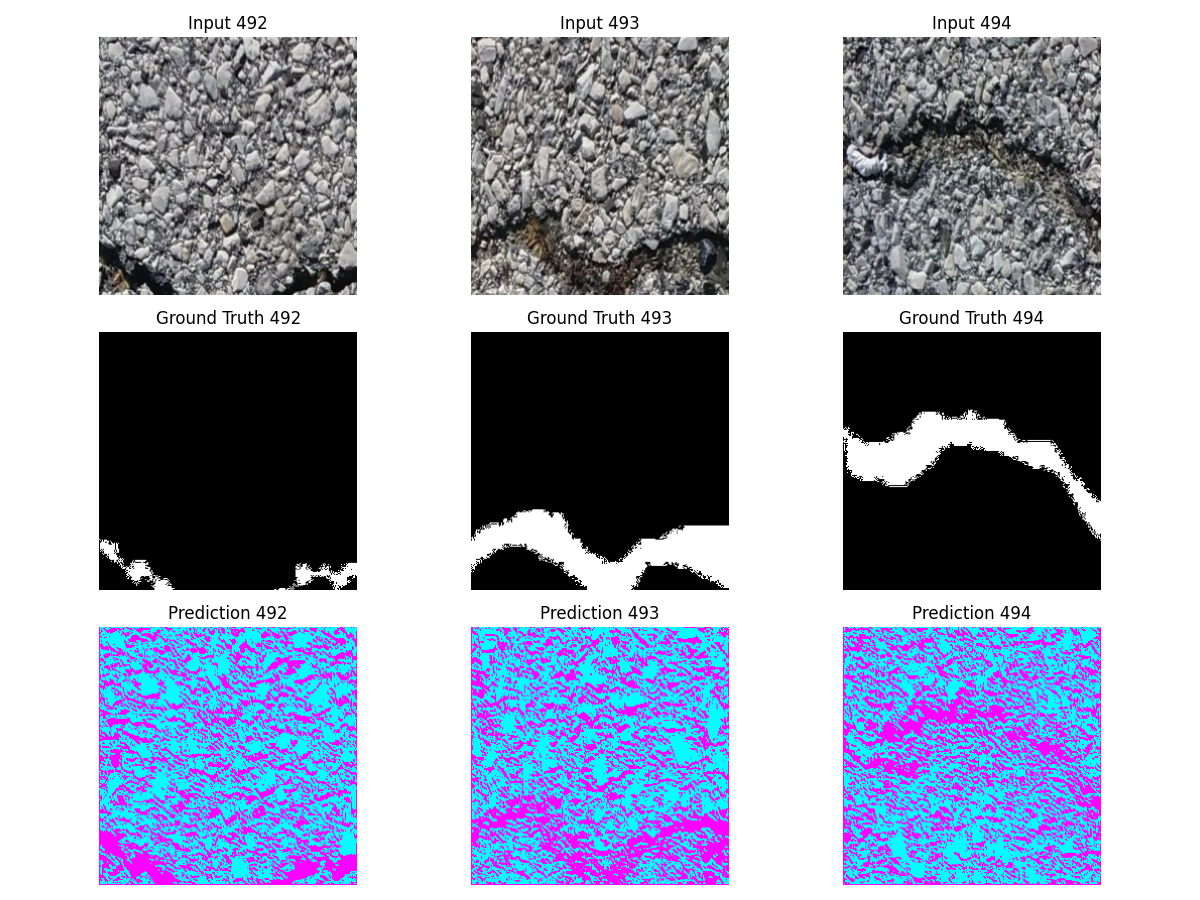 Input 492
Input 493
Input 494
Ground Truth 492
Ground Truth 493
Ground Truth 494
Prediction 492
Prediction 493
Prediction 494